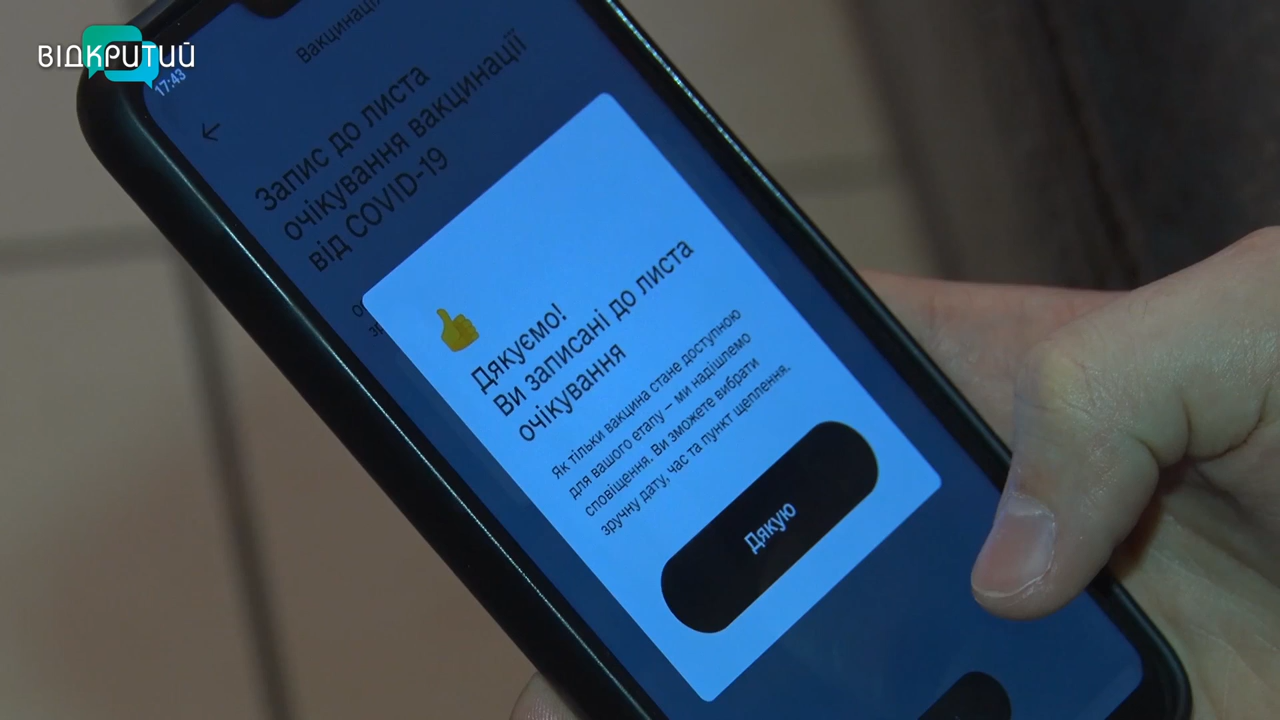 ВІДКРИТИЙ
17:43
Вакцинація
Запис до листа
очікування вакцинації
від COVID-19
Дякуємо!
Ви записані до листа
очікування
Як тільки вакцина стане доступною
для вашого етапу – ми надішлемо
сповіщення. Ви зможете вибрати
зручну дату, час та пункт щеплення.
Дякую